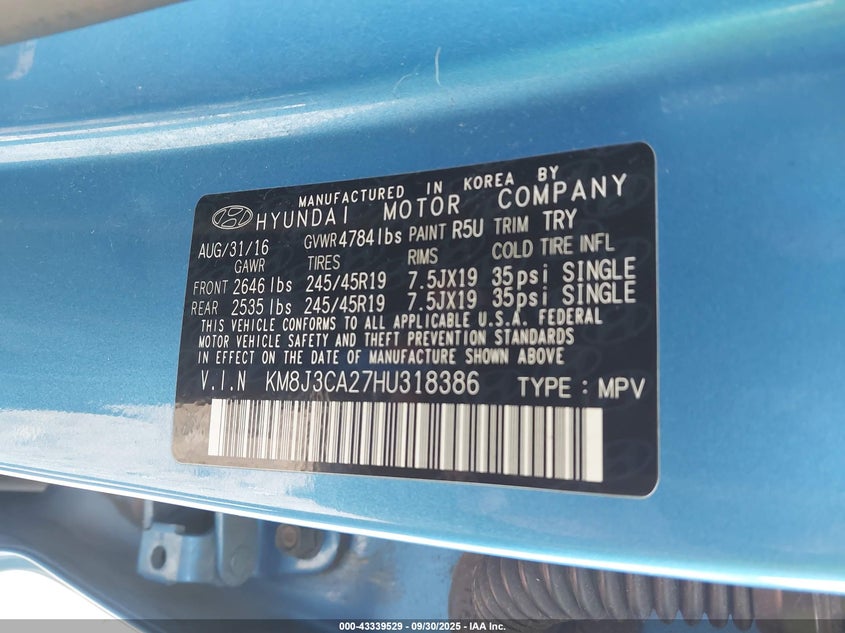 MANUFACTURED IN KOREA BY
HYUNDAI MOTOR COMPANY
AUG/31/16 GVWR 4784lbs PAINT R5U TRIM TRY
GAWR TIRES RIMS COLD TIRE INFL
FRONT 2646 lbs 245/45R19 7.5JX19 35psi SINGLE
REAR 2535 lbs 245/45R19 7.5JX19 35psi SINGLE
THIS VEHICLE CONFORMS TO ALL APPLICABLE U.S.A. FEDERAL
MOTOR VEHICLE SAFETY AND THEFT PREVENTION STANDARDS
IN EFFECT ON THE DATE OF MANUFACTURE SHOWN ABOVE
V.I.N KM8J3CA27HU318386 TYPE : MPV
000-43339529 - 09/30/2025 - IAA Inc.